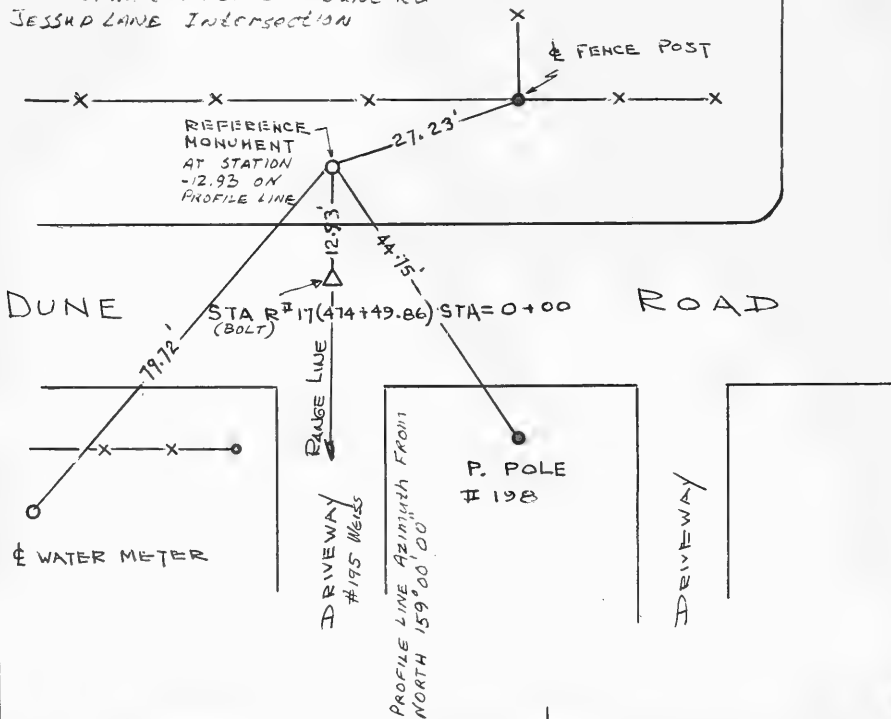 JESSUP LANE Intersection
℄ FENCE POST
27.23'
REFERENCE
MONUMENT
AT STATION
-12.93 ON
PROFILE LINE
12.93'
44.75'
79.72'
DUNE ROAD
STA R#17(474+49.86) STA=0+00
(BOLT)
RANGE LINE
P. POLE
# 198
℄ WATER METER
DRIVEWAY
#195 WEISS
PROFILE LINE AZIMUTH FROM
NORTH 159°00'00"
DRIVEWAY